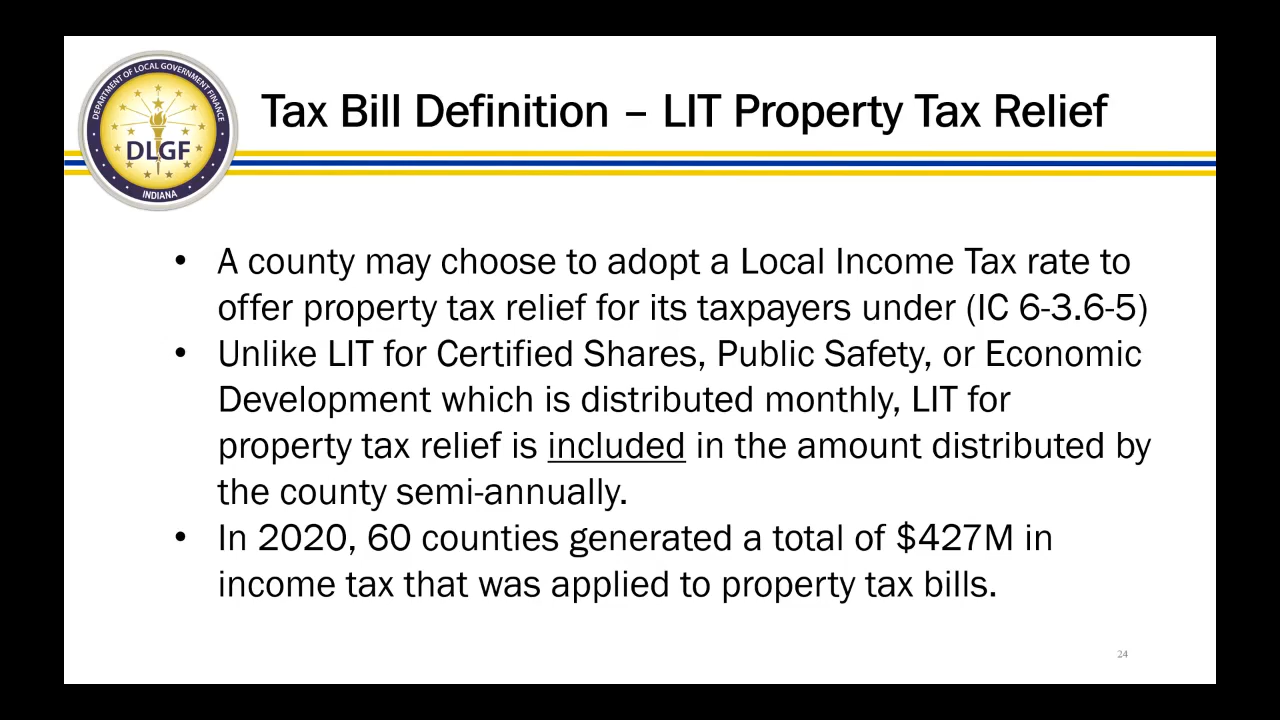 DEPARTMENT OF LOCAL GOVERNMENT FINANCE
DLGF
INDIANA
Tax Bill Definition – LIT Property Tax Relief
• A county may choose to adopt a Local Income Tax rate to
offer property tax relief for its taxpayers under (IC 6-3.6-5)
• Unlike LIT for Certified Shares, Public Safety, or Economic
Development which is distributed monthly, LIT for
property tax relief is included in the amount distributed by
the county semi-annually.
• In 2020, 60 counties generated a total of $427M in
income tax that was applied to property tax bills.
24